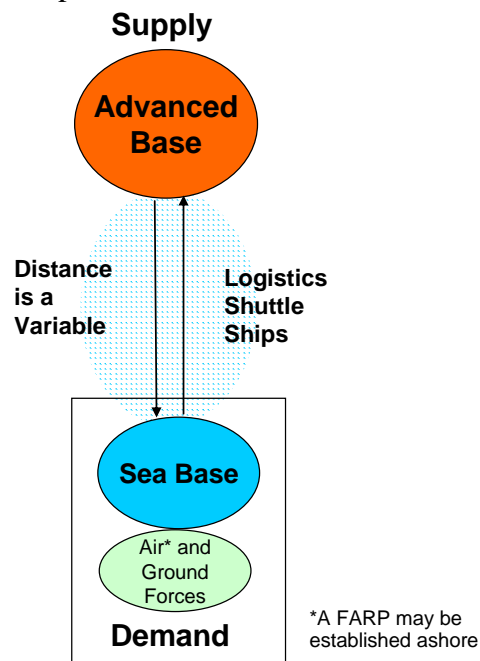 Supply
Advanced
Base
Distance
is a
Variable
Logistics
Shuttle
Ships
Sea Base
Air* and
Ground
Forces
Demand
*A FARP may be
established ashore